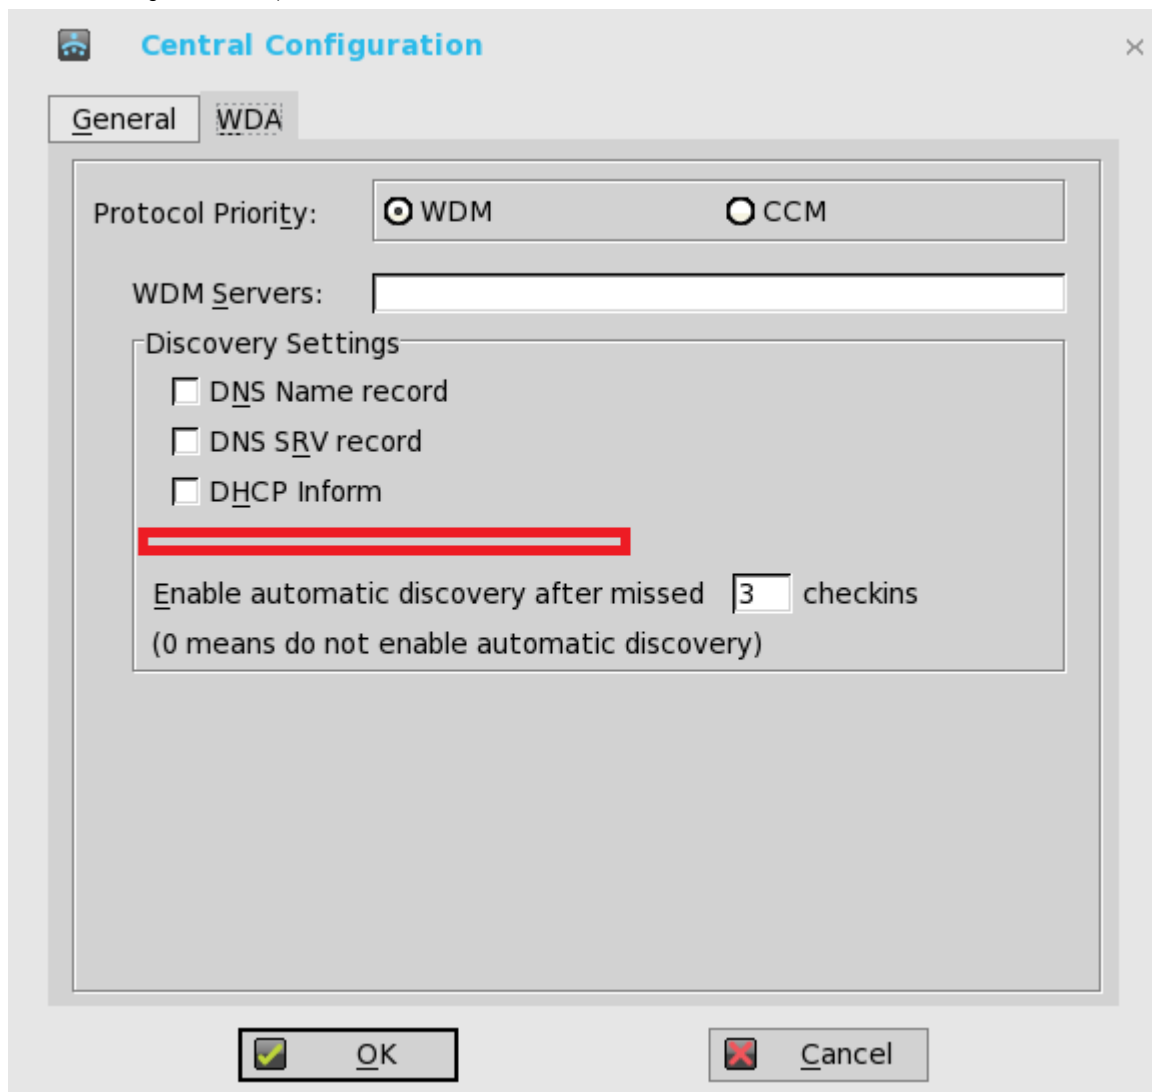 Central Configuration
General WDA
Protocol Priority: WDM CCM
WDM Servers:
Discovery Settings
DNS Name record
DNS SRV record
DHCP Inform
Enable automatic discovery after missed 3 checkins
(0 means do not enable automatic discovery)
OK Cancel